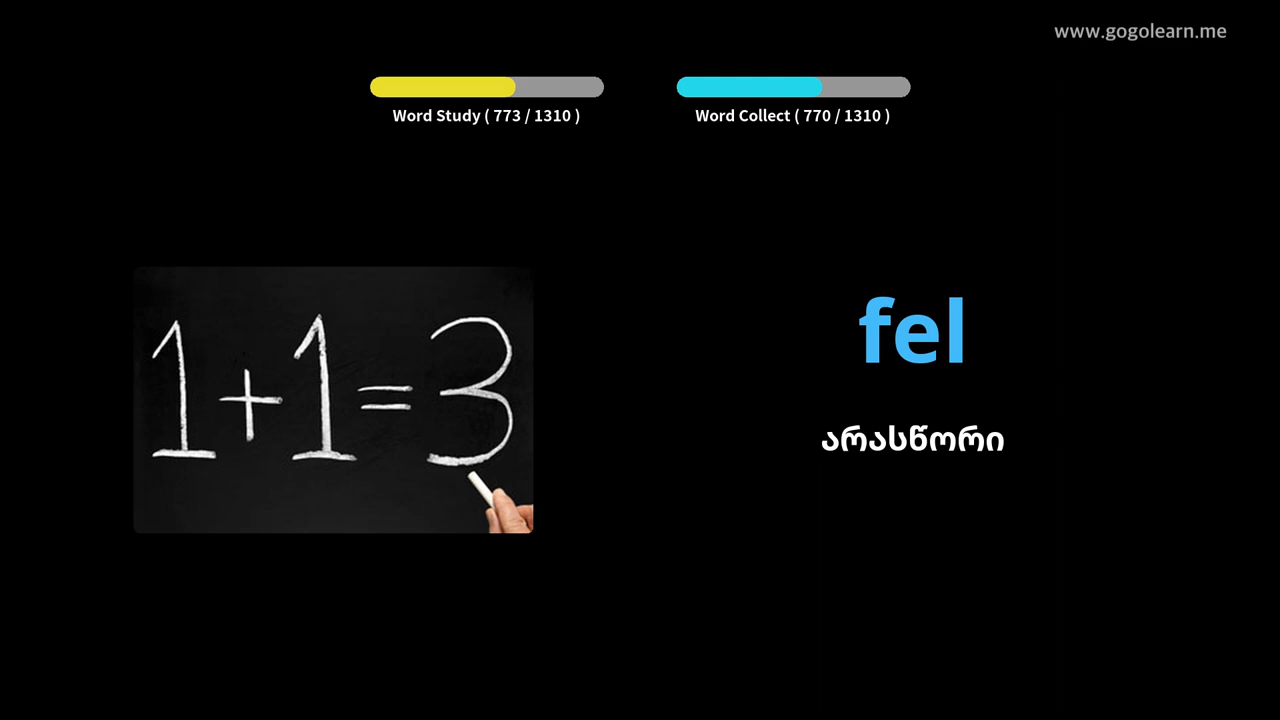 www.gogolearn.me
Word Study ( 773 / 1310 )
Word Collect ( 770 / 1310 )
1+1=3
fel
არასწორი